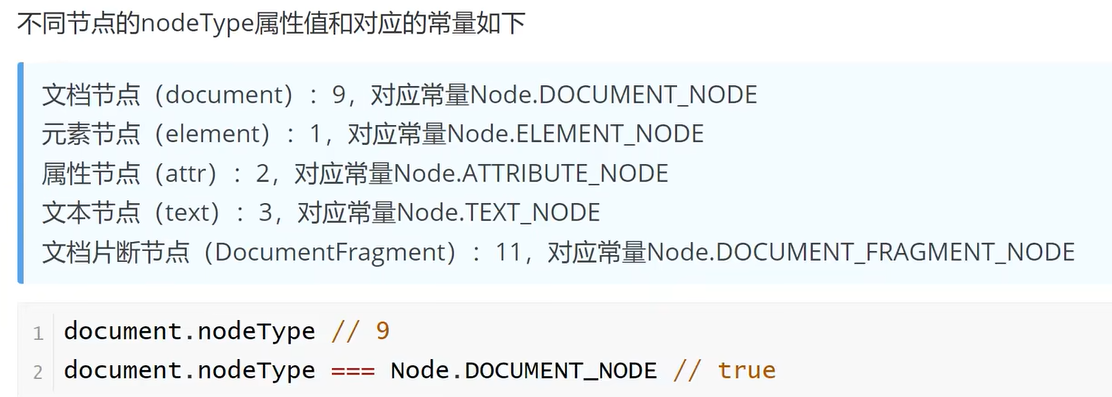 不同节点的nodeType属性值和对应的常量如下
文档节点（document）：9，对应常量Node.DOCUMENT_NODE
元素节点（element）：1，对应常量Node.ELEMENT_NODE
属性节点（attr）：2，对应常量Node.ATTRIBUTE_NODE
文本节点（text）：3，对应常量Node.TEXT_NODE
文档片断节点（DocumentFragment）：11，对应常量Node.DOCUMENT_FRAGMENT_NODE
1 document.nodeType // 9
2 document.nodeType === Node.DOCUMENT_NODE // true